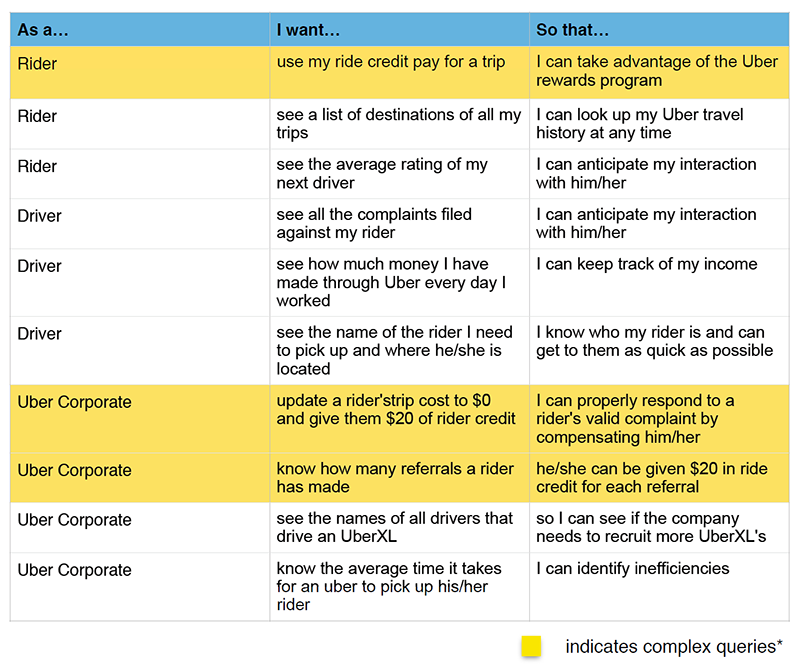 As a… I want… So that…
Rider use my ride credit pay for a trip I can take advantage of the Uber
rewards program
Rider see a list of destinations of all my I can look up my Uber travel
trips history at any time
Rider see the average rating of my I can anticipate my interaction
next driver with him/her
Driver see all the complaints filed I can anticipate my interaction
against my rider with him/her
Driver see how much money I have I can keep track of my income
made through Uber every day I
worked
Driver see the name of the rider I need I know who my rider is and can
to pick up and where he/she is get to them as quick as possible
located
Uber Corporate update a rider'strip cost to $0 I can properly respond to a
and give them $20 of rider credit rider's valid complaint by
compensating him/her
Uber Corporate know how many referrals a rider he/she can be given $20 in ride
has made credit for each referral
Uber Corporate see the names of all drivers that so I can see if the company
drive an UberXL needs to recruit more UberXL's
Uber Corporate know the average time it takes I can identify inefficiencies
for an uber to pick up his/her
rider
indicates complex queries*